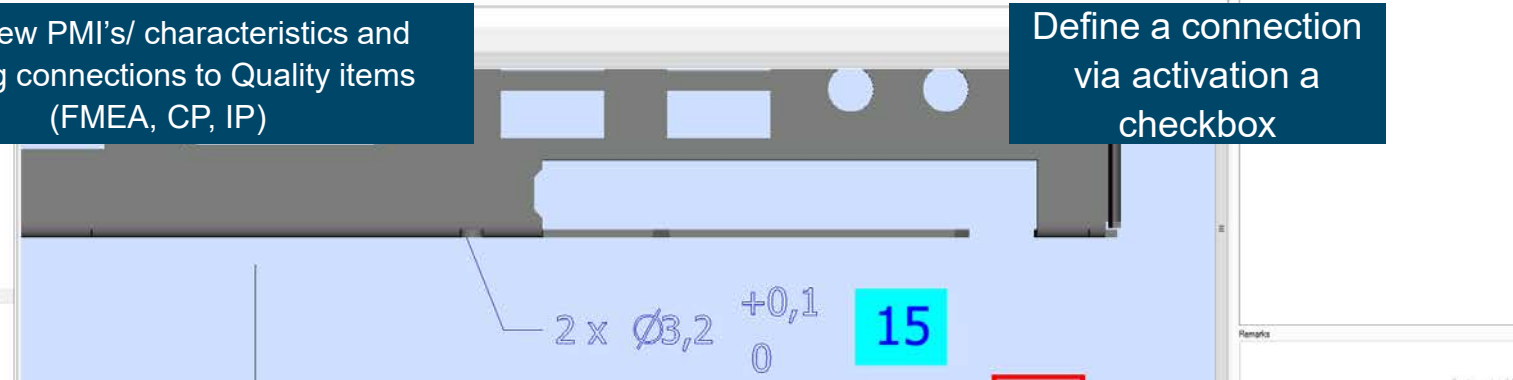 ew PMI's/ characteristics and
g connections to Quality items
(FMEA, CP, IP)
Define a connection
via activation a
checkbox
2 x Ø3,2 +0,1
0
15
Remarks